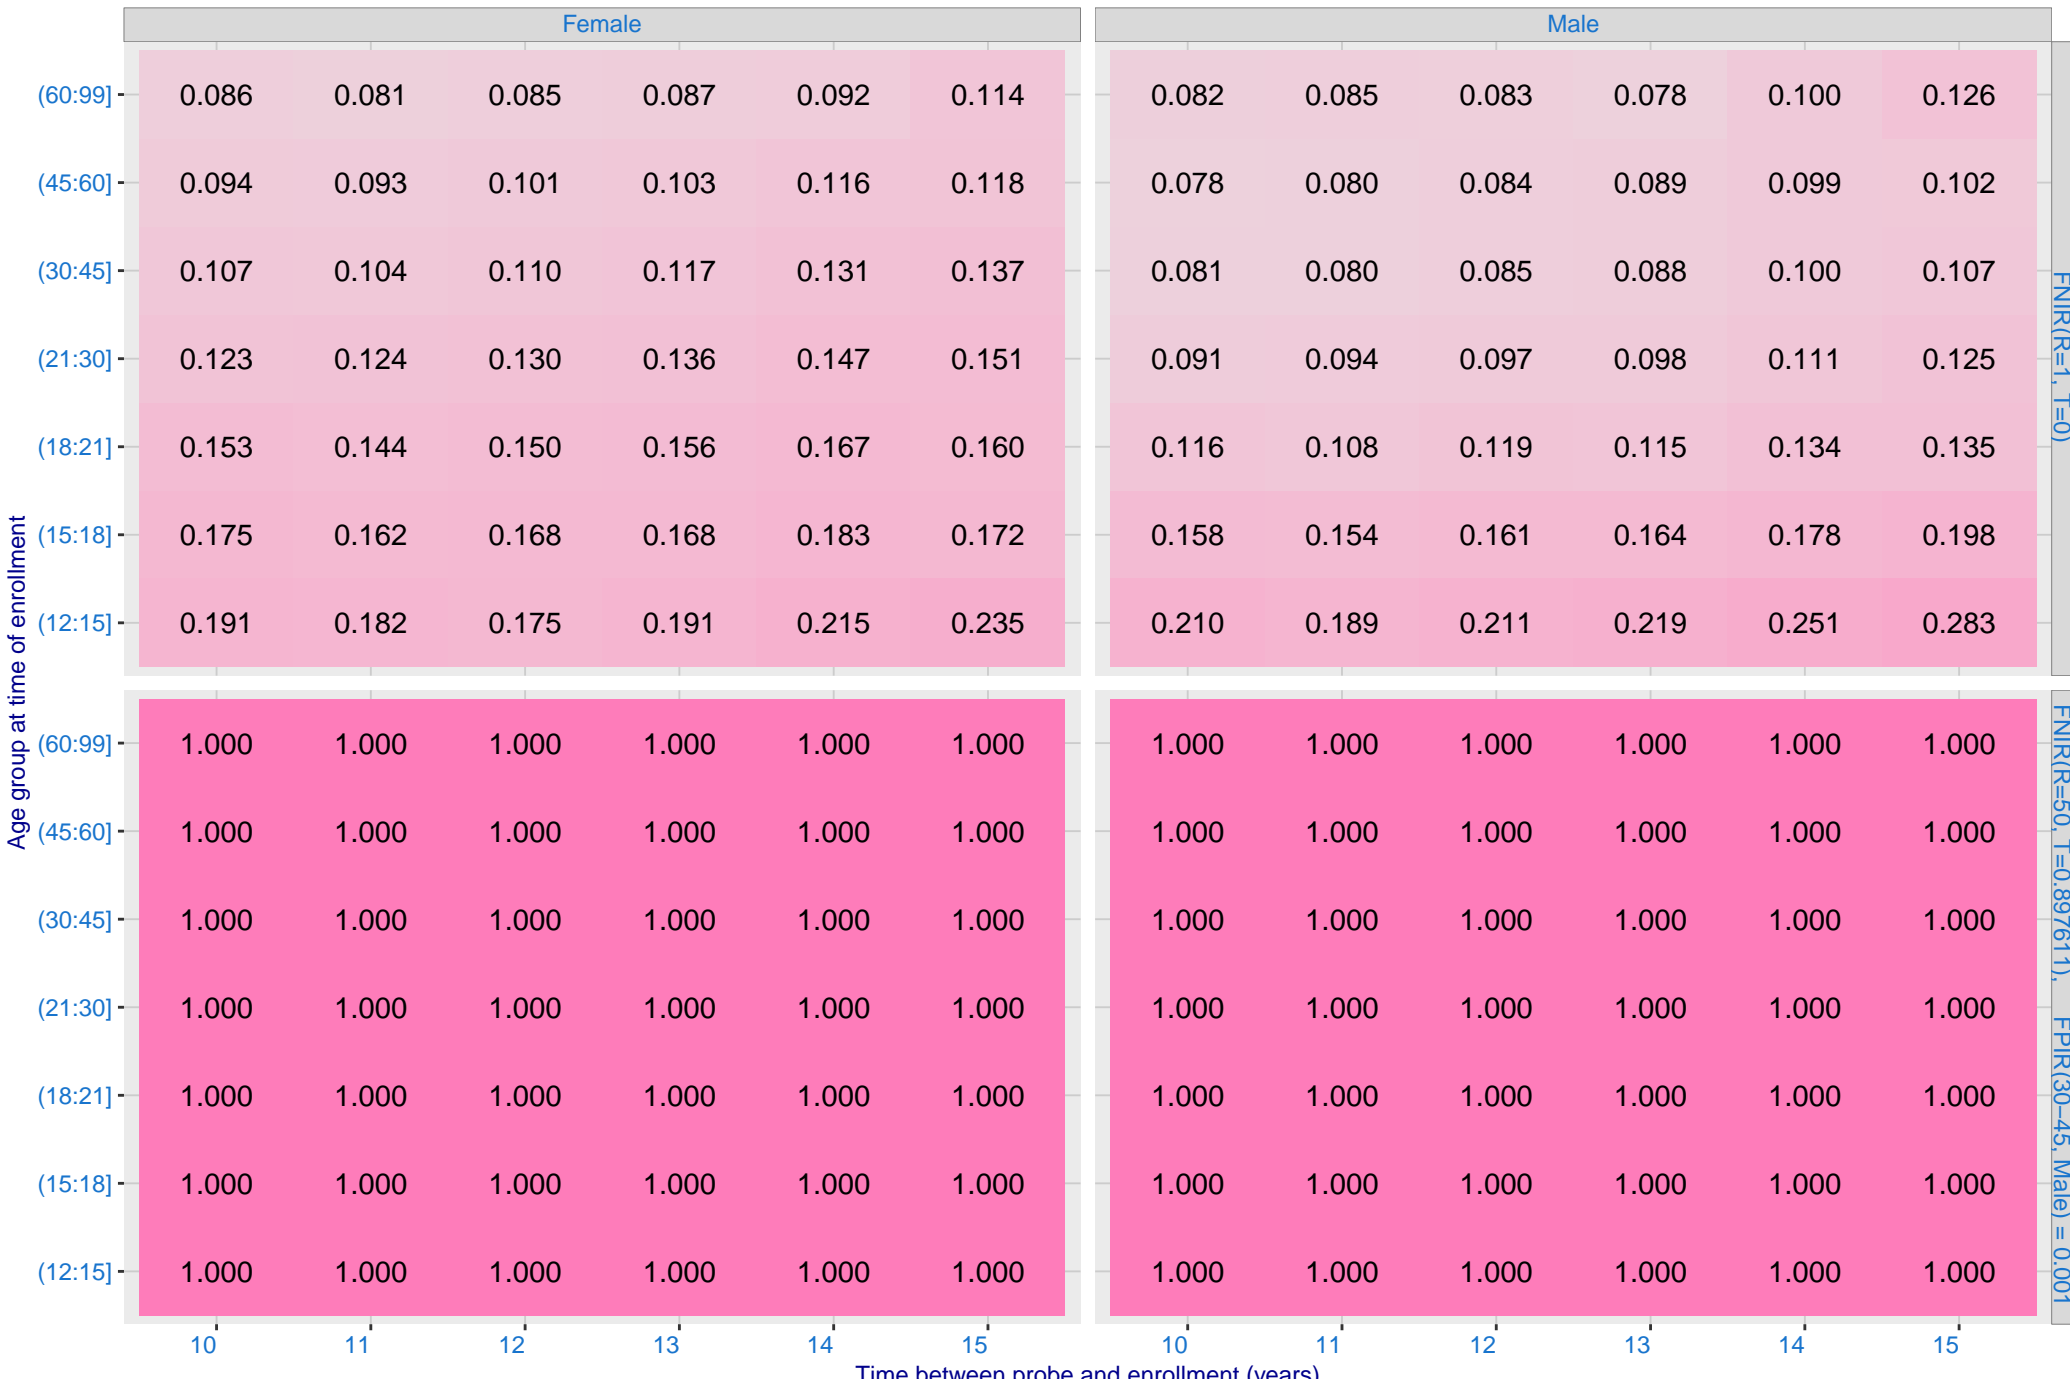 Female Male
(60:99] 0.086 0.081 0.085 0.087 0.092 0.114 0.082 0.085 0.083 0.078 0.100 0.126
(45:60] 0.094 0.093 0.101 0.103 0.116 0.118 0.078 0.080 0.084 0.089 0.099 0.102
(30:45] 0.107 0.104 0.110 0.117 0.131 0.137 0.081 0.080 0.085 0.088 0.100 0.107
(21:30] 0.123 0.124 0.130 0.136 0.147 0.151 0.091 0.094 0.097 0.098 0.111 0.125
(18:21] 0.153 0.144 0.150 0.156 0.167 0.160 0.116 0.108 0.119 0.115 0.134 0.135
(15:18] 0.175 0.162 0.168 0.168 0.183 0.172 0.158 0.154 0.161 0.164 0.178 0.198
(12:15] 0.191 0.182 0.175 0.191 0.215 0.235 0.210 0.189 0.211 0.219 0.251 0.283
FNIR(R=1, T=0)
Age group at time of enrollment
(60:99] 1.000 1.000 1.000 1.000 1.000 1.000 1.000 1.000 1.000 1.000 1.000 1.000
(45:60] 1.000 1.000 1.000 1.000 1.000 1.000 1.000 1.000 1.000 1.000 1.000 1.000
(30:45] 1.000 1.000 1.000 1.000 1.000 1.000 1.000 1.000 1.000 1.000 1.000 1.000
(21:30] 1.000 1.000 1.000 1.000 1.000 1.000 1.000 1.000 1.000 1.000 1.000 1.000
(18:21] 1.000 1.000 1.000 1.000 1.000 1.000 1.000 1.000 1.000 1.000 1.000 1.000
(15:18] 1.000 1.000 1.000 1.000 1.000 1.000 1.000 1.000 1.000 1.000 1.000 1.000
(12:15] 1.000 1.000 1.000 1.000 1.000 1.000 1.000 1.000 1.000 1.000 1.000 1.000
FNIR(R=50, T=0.897611), FPIR(30−45, Male) = 0.001
10 11 12 13 14 15 10 11 12 13 14 15
Time between probe and enrollment (years)